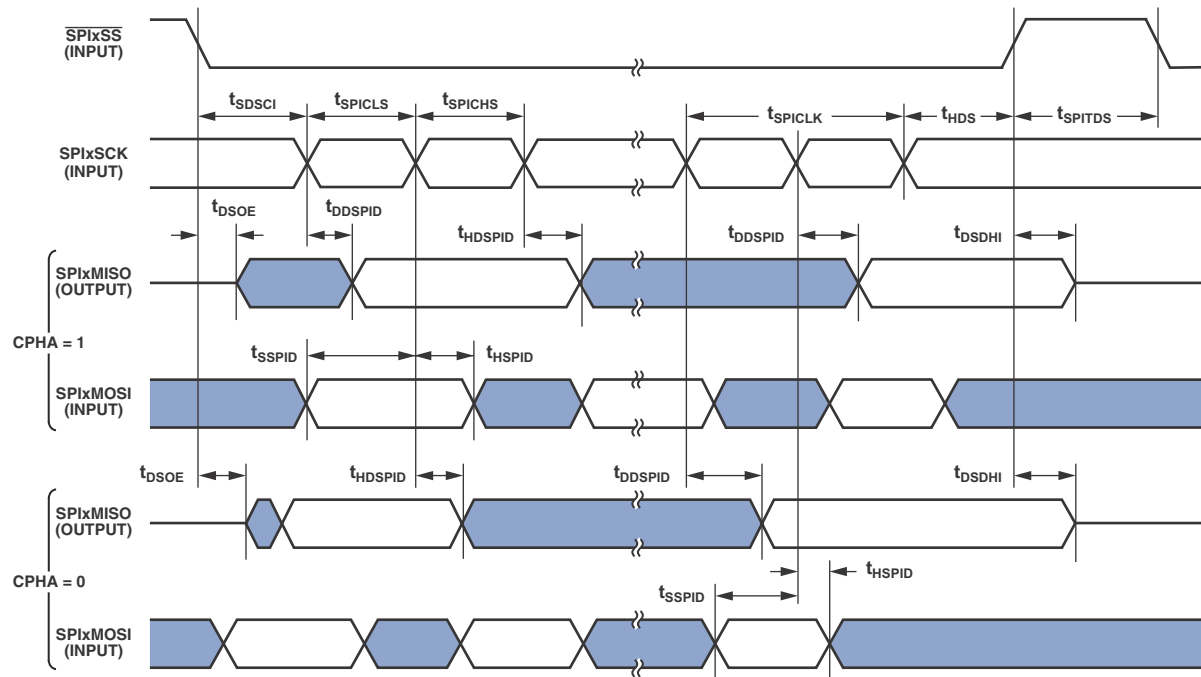 SPIxSS
(INPUT)
tSDSCI
tSPICLS
tSPICHS
tSPICLK
tHDS
tSPITDS
SPIxSCK
(INPUT)
tDSOE
tDDSPID
tHDSPID
tDDSPID
tDSDHI
SPIxMISO
(OUTPUT)
CPHA = 1
tSSPID
tHSPID
SPIxMOSI
(INPUT)
tDSOE
tHDSPID
tDDSPID
tDSDHI
SPIxMISO
(OUTPUT)
CPHA = 0
tHSPID
tSSPID
SPIxMOSI
(INPUT)